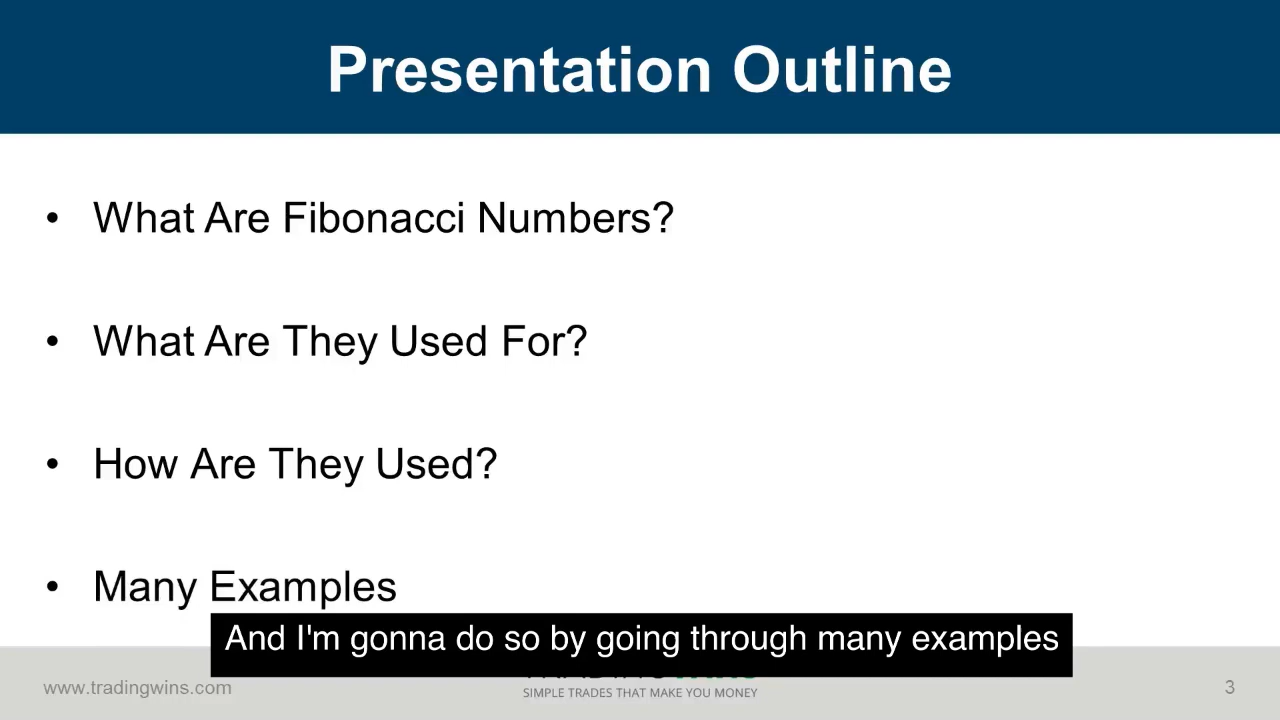 Presentation Outline
• What Are Fibonacci Numbers?
• What Are They Used For?
• How Are They Used?
• Many Examples
And I'm gonna do so by going through many examples
www.tradingwins.com
SIMPLE TRADES THAT MAKE YOU MONEY
3